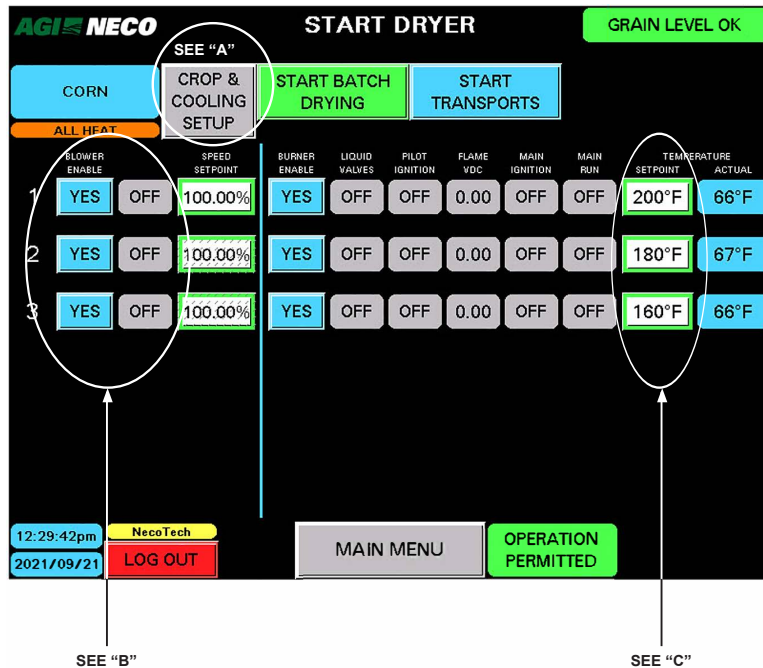 AGI NECO
START DRYER
GRAIN LEVEL OK
SEE “A”
CORN
CROP &
COOLING
SETUP
START BATCH
DRYING
START
TRANSPORTS
ALL HEAT
BLOWER
ENABLE
SPEED
SETPOINT
BURNER
ENABLE
LIQUID
VALVES
PILOT
IGNITION
FLAME
VDC
MAIN
IGNITION
MAIN
RUN
TEMPERATURE
SETPOINT ACTUAL
1 YES OFF 100.00% YES OFF OFF 0.00 OFF OFF 200°F 66°F
2 YES OFF 100.00% YES OFF OFF 0.00 OFF OFF 180°F 67°F
3 YES OFF 100.00% YES OFF OFF 0.00 OFF OFF 160°F 66°F
12:29:42pm
2021/09/21
NecoTech
LOG OUT
MAIN MENU
OPERATION
PERMITTED
SEE “B”
SEE “C”